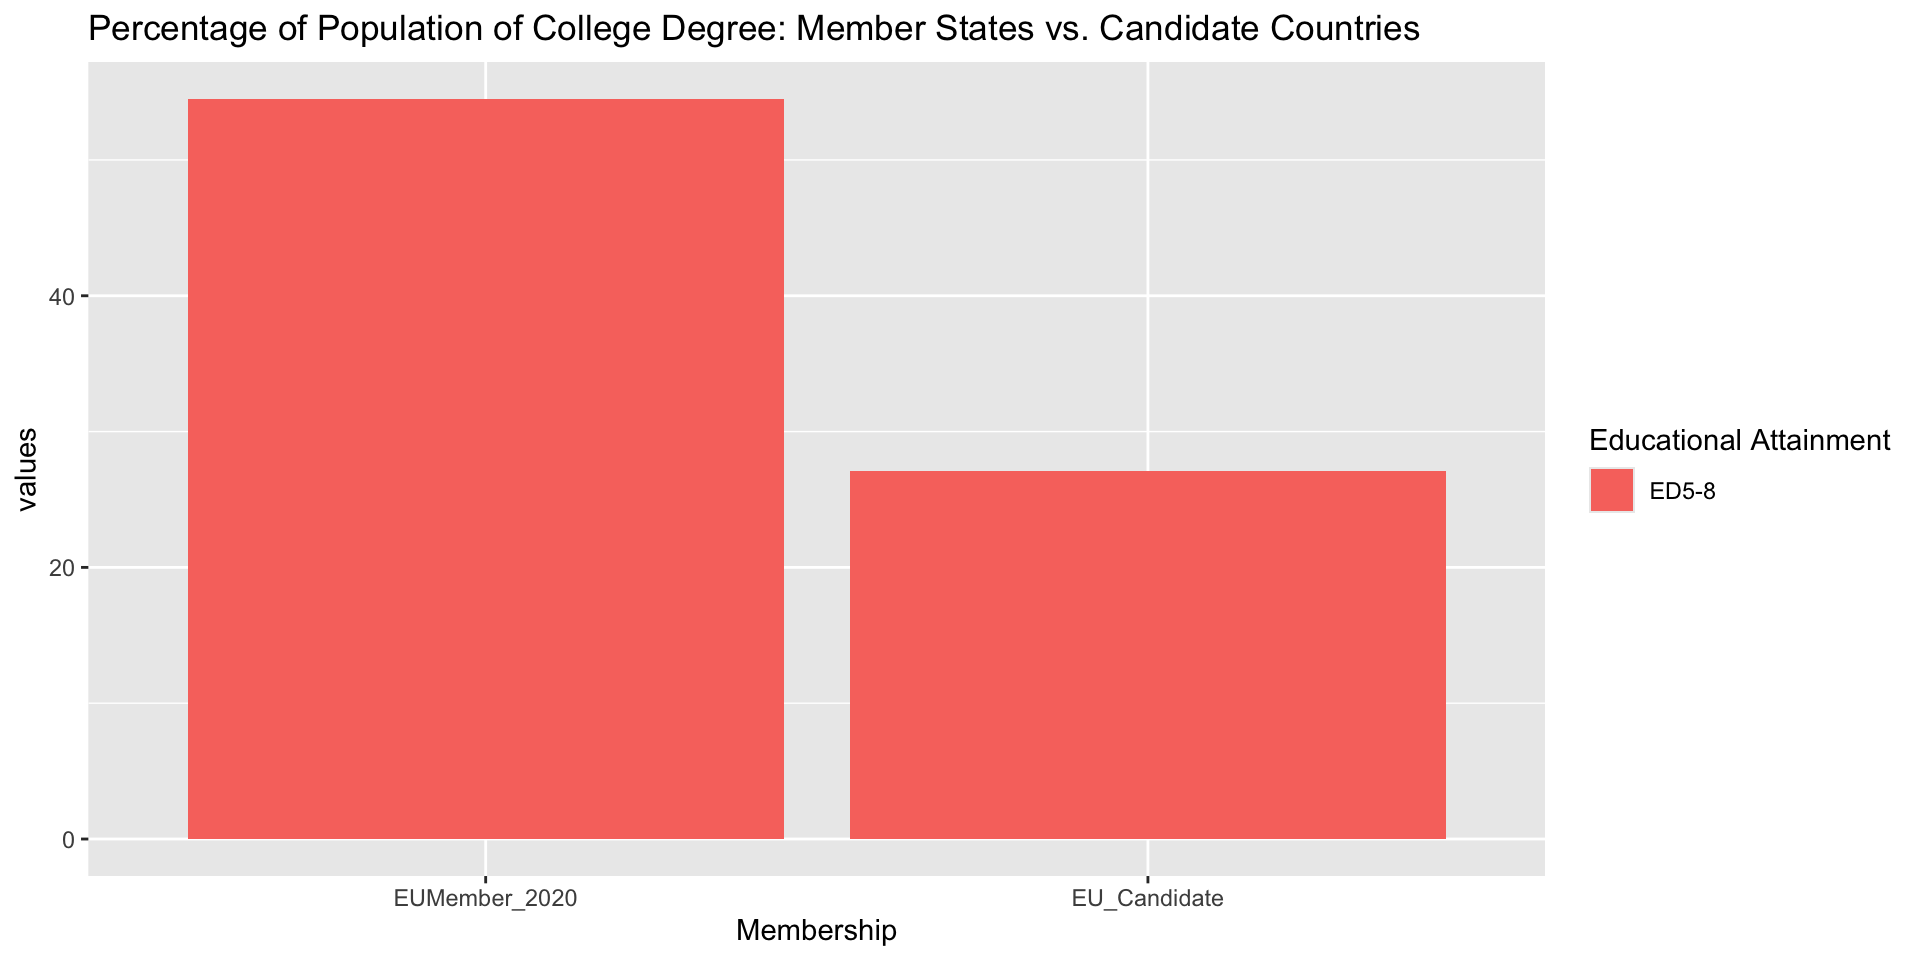 Percentage of Population of College Degree: Member States vs. Candidate Countries
values
40
20
0
EUMember_2020
EU_Candidate
Membership
Educational Attainment
ED5-8